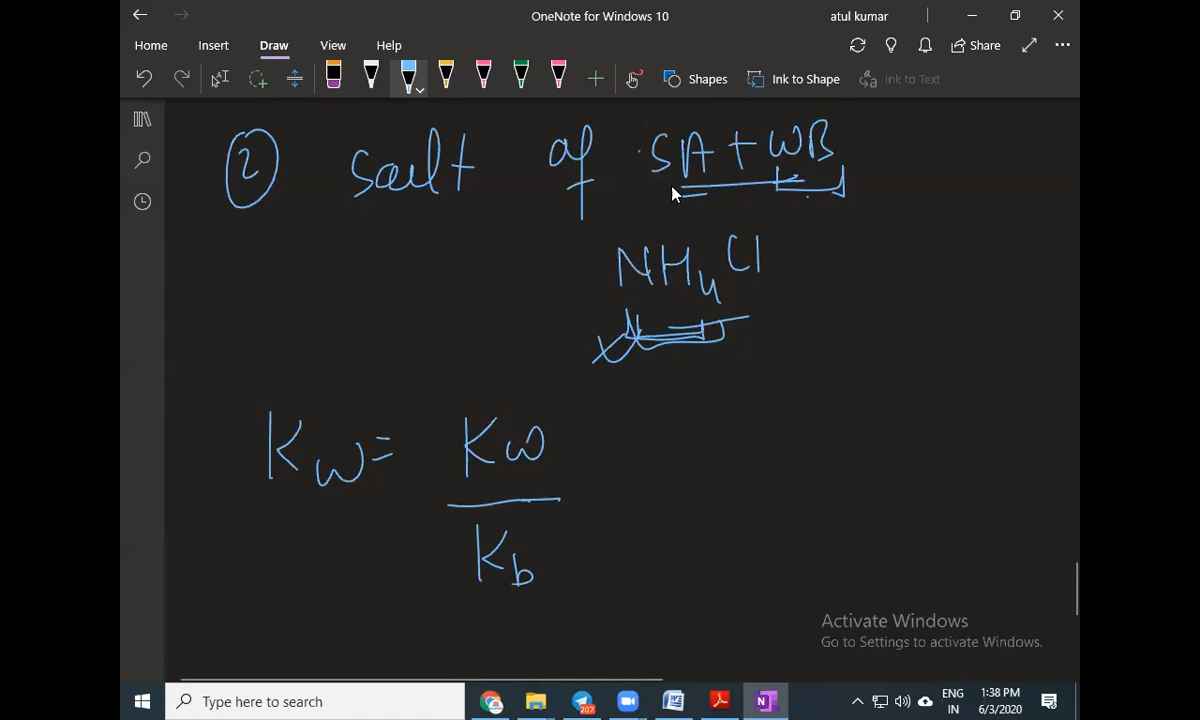 OneNote for Windows 10
atul kumar
Home Insert Draw View Help
Share
Shapes Ink to Shape Ink to Text
2 salt of SA + WB
NH4Cl
Kw = Kw
Kb
Activate Windows
Go to Settings to activate Windows.
Type here to search
207
W
N
ENG
IN
1:38 PM
6/3/2020